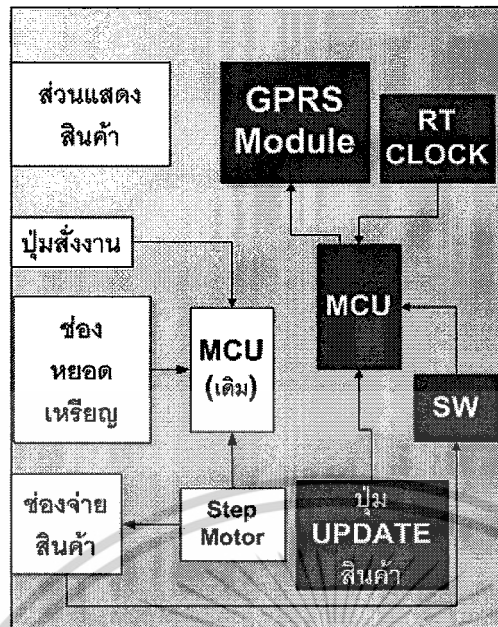 ส่วนแสดง
สินค้า
GPRS
Module
RT
CLOCK
ปุ่มสั่งงาน
MCU
ช่อง
หยอด
เหรียญ
MCU
(เดิม)
SW
ช่องจ่าย
สินค้า
Step
Motor
ปุ่ม
UPDATE
สินค้า